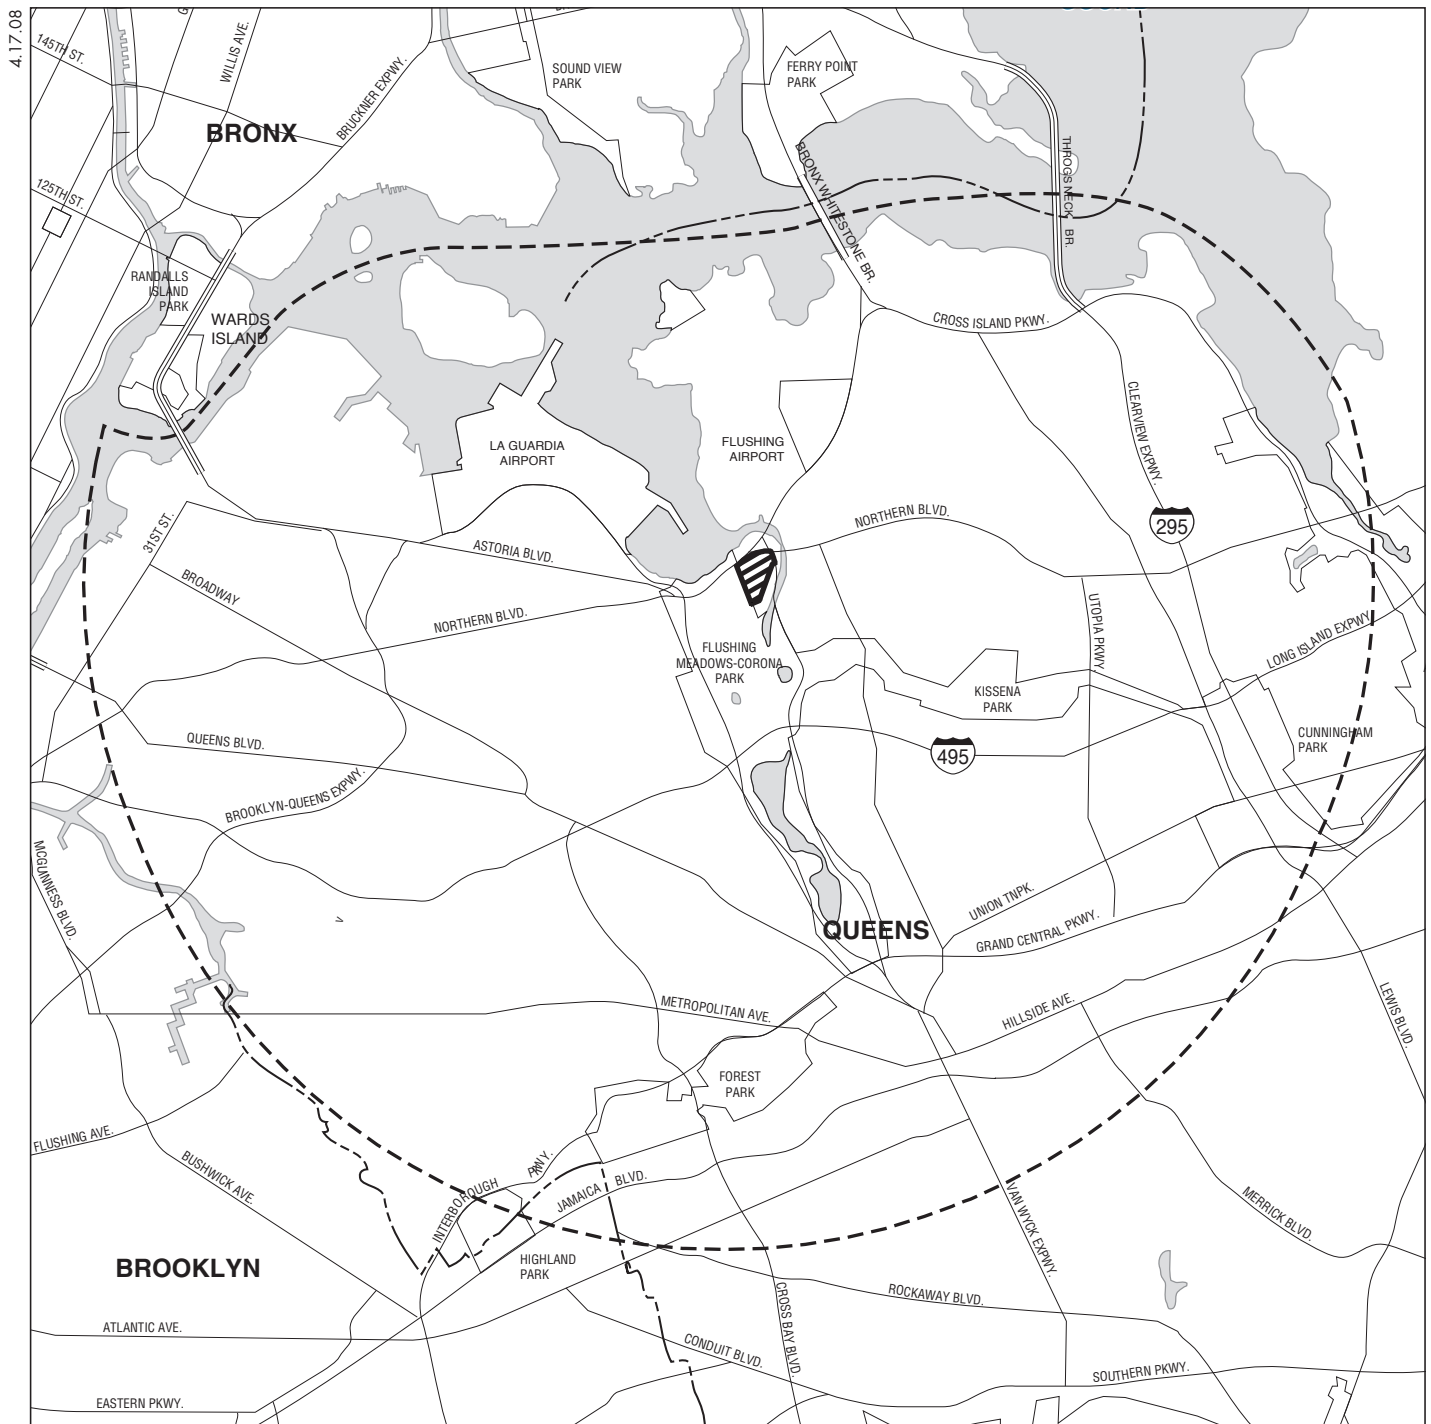 4.17.08
145TH ST.
WILLIS AVE.
BRUCKNER EXPWY.
SOUND VIEW
PARK
FERRY POINT
PARK
BRONX
125TH ST.
THROGS NECK BR.
BRONX WHITESTONE BR.
RANDALLS
ISLAND
PARK
WARDS
ISLAND
CROSS ISLAND PKWY.
CLEARVIEW EXPWY.
LA GUARDIA
AIRPORT
FLUSHING
AIRPORT
NORTHERN BLVD.
295
31ST ST.
ASTORIA BLVD.
BROADWAY
NORTHERN BLVD.
UTOPIA PKWY.
LONG ISLAND EXPWY.
FLUSHING
MEADOWS-CORONA
PARK
KISSENA
PARK
CUNNINGHAM
PARK
QUEENS BLVD.
495
BROOKLYN-QUEENS EXPWY.
MCGUINNESS BLVD.
UNION TNPK.
QUEENS
GRAND CENTRAL PKWY.
METROPOLITAN AVE.
HILLSIDE AVE.
LEWIS BLVD.
FOREST
PARK
FLUSHING AVE.
BUSHWICK AVE.
INTERBOROUGH PKWY.
JAMAICA BLVD.
VAN WYCK EXPWY.
MERRICK BLVD.
BROOKLYN
HIGHLAND
PARK
ROCKAWAY BLVD.
CROSS BAY BLVD.
ATLANTIC AVE.
CONDUIT BLVD.
SOUTHERN PKWY.
EASTERN PKWY.